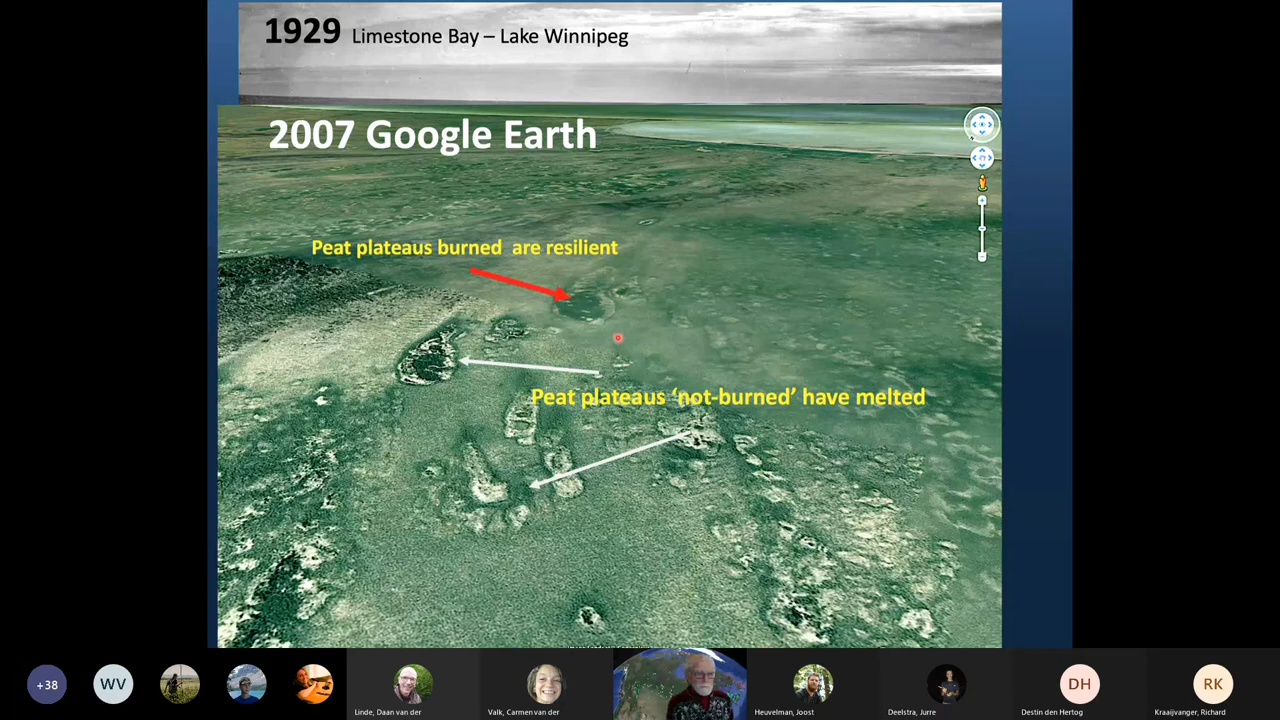 1929 Limestone Bay – Lake Winnipeg
2007 Google Earth
Peat plateaus burned are resilient
Peat plateaus ‘not-burned’ have melted
+38
WV
DH
RK
Linde, Daan van der
Valk, Carmen van der
Heuvelman, Joost
Deelstra, Jurre
Destin den Hertog
Kraaijvanger, Richard